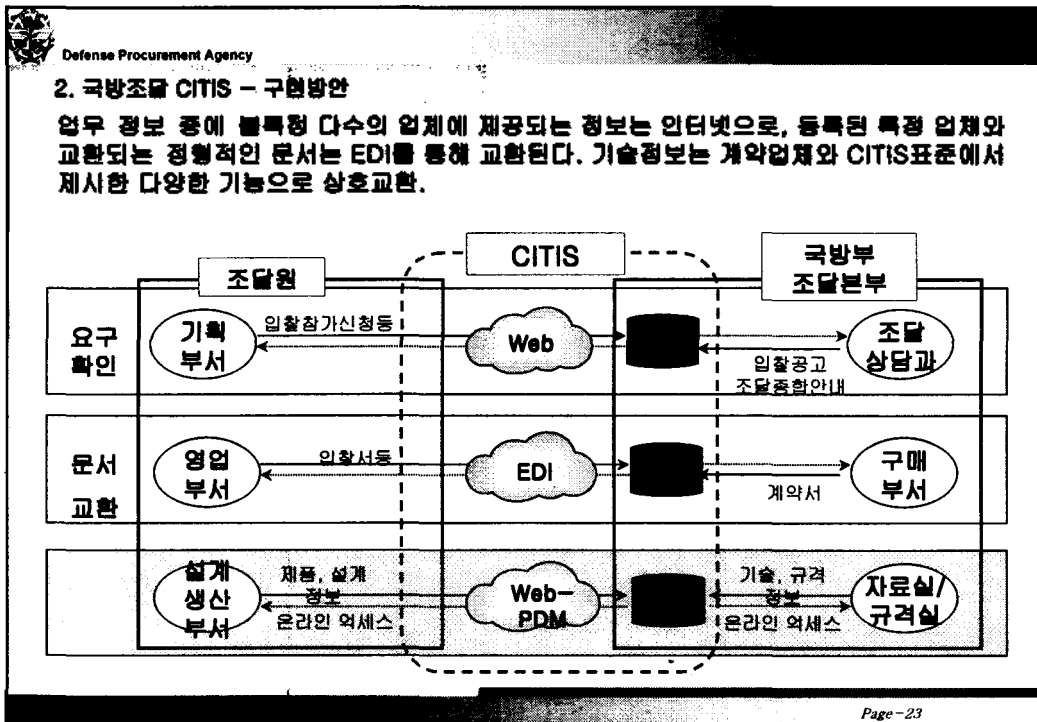 Defense Procurement Agency
2. 국방조달 CITIS - 구현방안
업무 정보 중에 불특정 다수의 업체에 제공되는 정보는 인터넷으로, 등록된 특정 업체와
교환되는 정형적인 문서는 EDI를 통해 교환된다. 기술정보는 계약업체와 CITIS표준에서
제시한 다양한 기능으로 상호교환.
조달원
CITIS
국방부
조달본부
요구
확인
기획
부서
입찰참가신청등
Web
입찰공고
조달종합안내
조달
상담과
문서
교환
영업
부서
입찰서등
EDI
계약서
구매
부서
설계
생산
부서
제품, 설계
정보
온라인 억세스
Web-
PDM
기술, 규격
정보
온라인 억세스
자료실/
규격실
Page-23